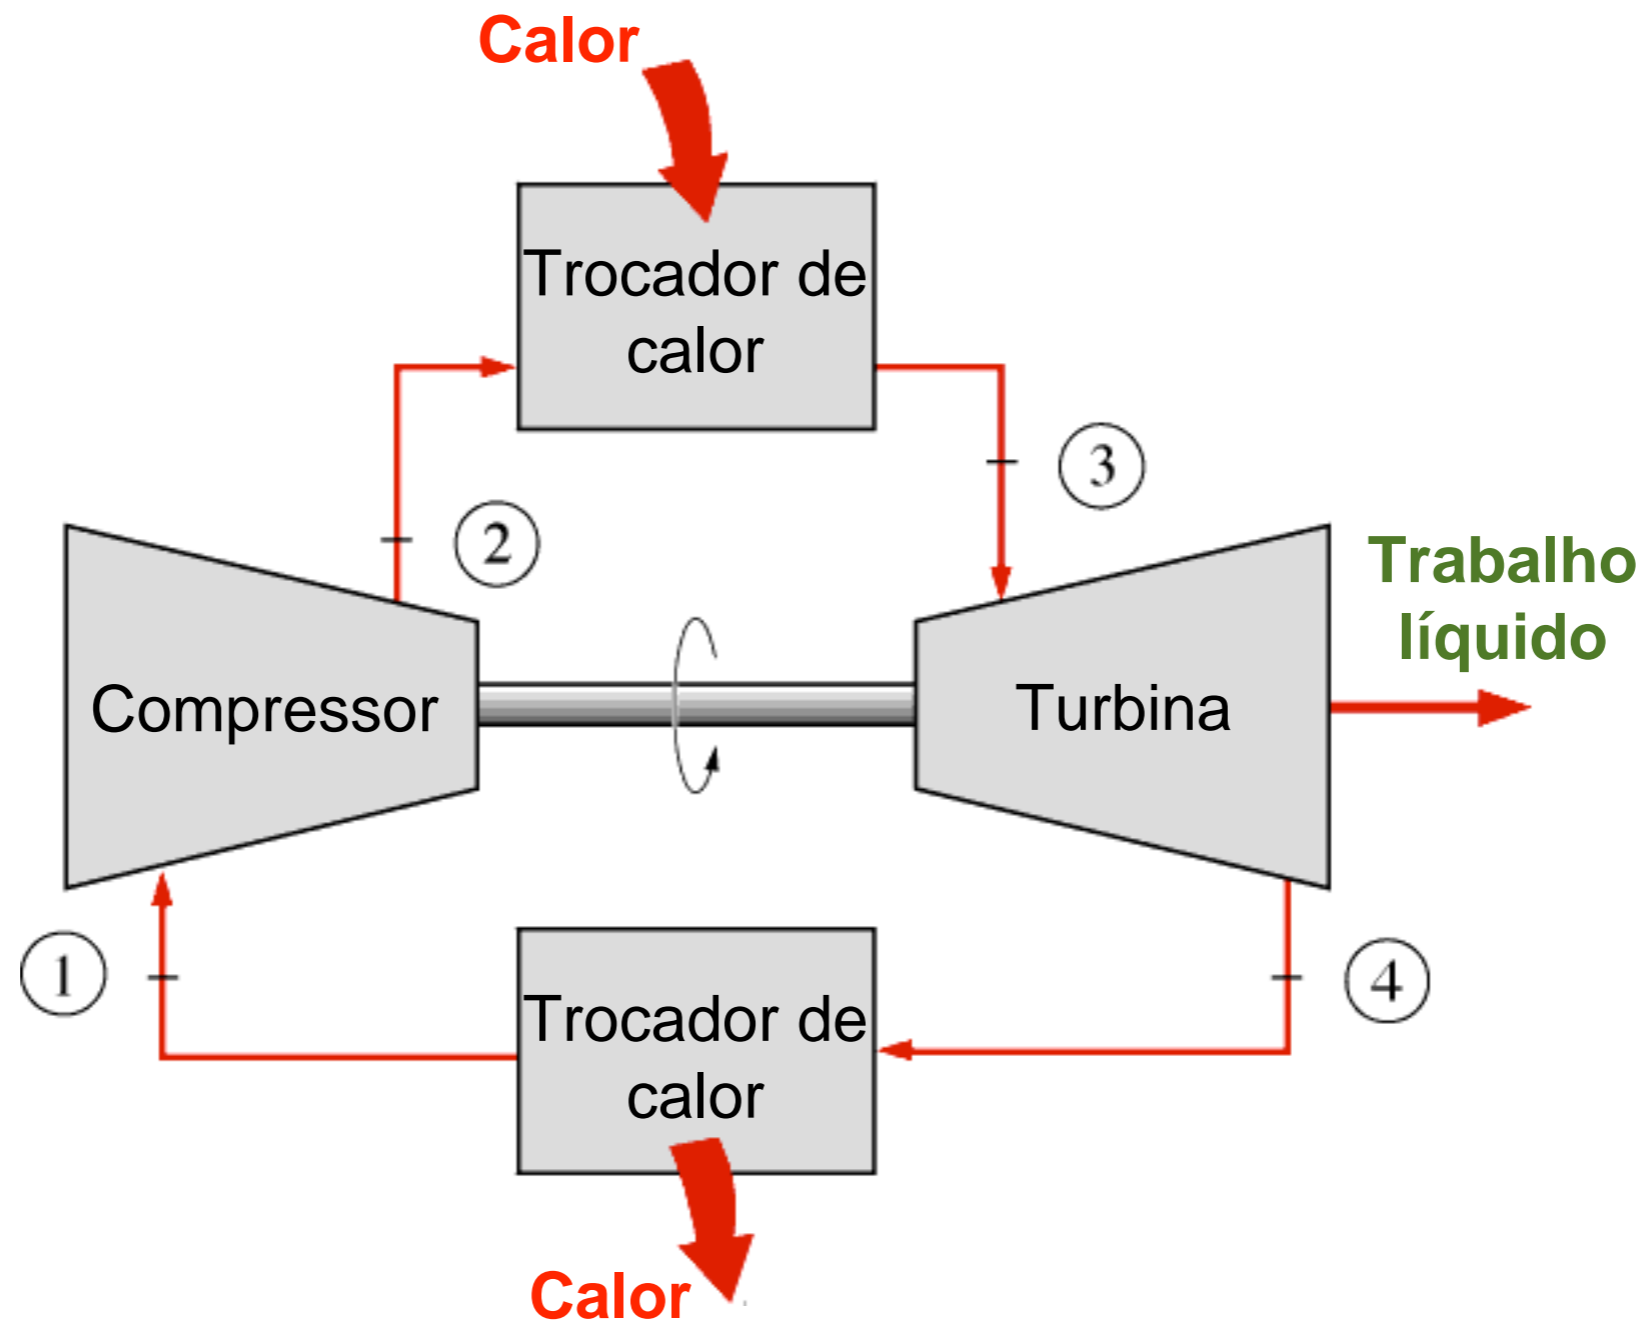 Calor
Trocador de
calor
3
2
Trabalho
líquido
Compressor
Turbina
1
4
Trocador de
calor
Calor